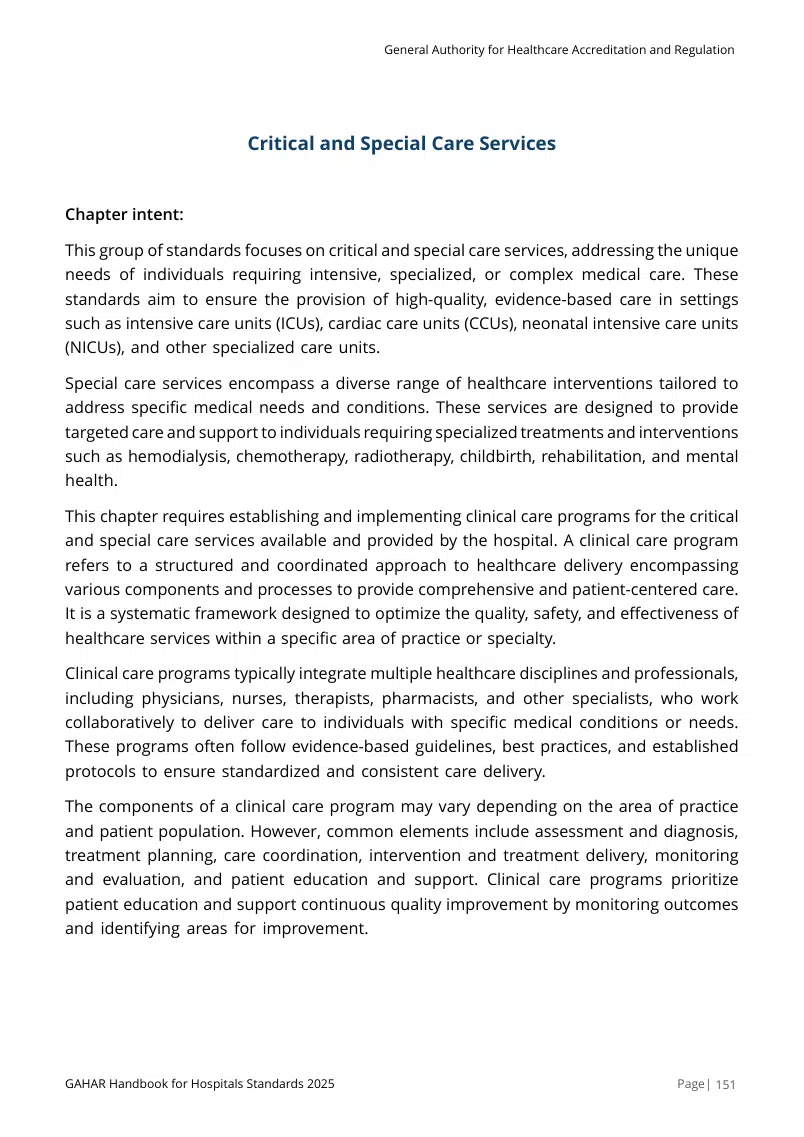 General Authority for Healthcare Accreditation and Regulation
Critical and Special Care Services
Chapter intent:
This group of standards focuses on critical and special care services, addressing the unique
needs of individuals requiring intensive, specialized, or complex medical care. These
standards aim to ensure the provision of high-quality, evidence-based care in settings
such as intensive care units (ICUs), cardiac care units (CCUs), neonatal intensive care units
(NICUs), and other specialized care units.
Special care services encompass a diverse range of healthcare interventions tailored to
address specific medical needs and conditions. These services are designed to provide
targeted care and support to individuals requiring specialized treatments and interventions
such as hemodialysis, chemotherapy, radiotherapy, childbirth, rehabilitation, and mental
health.
This chapter requires establishing and implementing clinical care programs for the critical
and special care services available and provided by the hospital. A clinical care program
refers to a structured and coordinated approach to healthcare delivery encompassing
various components and processes to provide comprehensive and patient-centered care.
It is a systematic framework designed to optimize the quality, safety, and effectiveness of
healthcare services within a specific area of practice or specialty.
Clinical care programs typically integrate multiple healthcare disciplines and professionals,
including physicians, nurses, therapists, pharmacists, and other specialists, who work
collaboratively to deliver care to individuals with specific medical conditions or needs.
These programs often follow evidence-based guidelines, best practices, and established
protocols to ensure standardized and consistent care delivery.
The components of a clinical care program may vary depending on the area of practice
and patient population. However, common elements include assessment and diagnosis,
treatment planning, care coordination, intervention and treatment delivery, monitoring
and evaluation, and patient education and support. Clinical care programs prioritize
patient education and support continuous quality improvement by monitoring outcomes
and identifying areas for improvement.
GAHAR Handbook for Hospitals Standards 2025
Page| 151